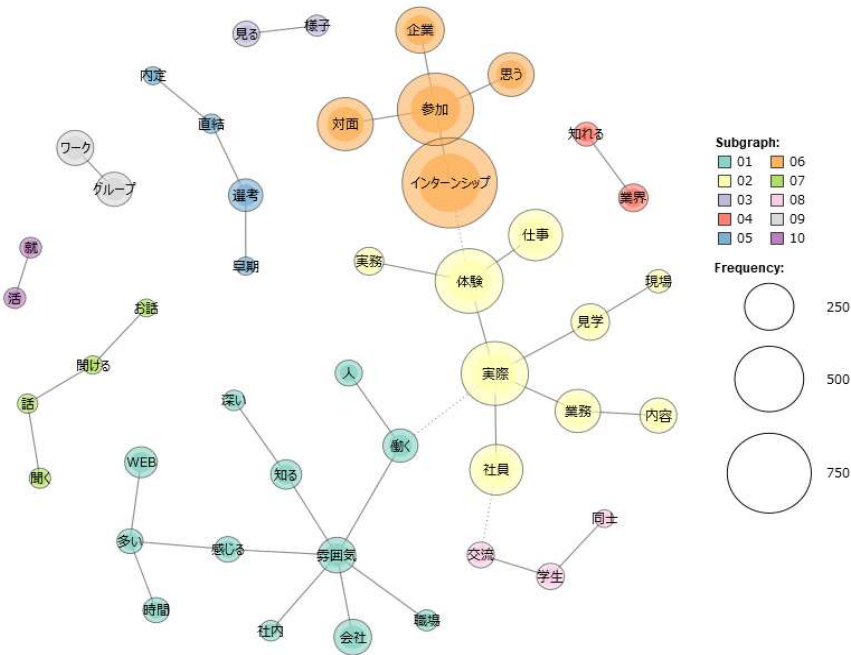 様子
見る
企業
思う
内定
参加
対面
直結
知れる
ワーク
インターンシップ
グループ
選考
業界
仕事
就
実務
早期
体験
現場
活
お話
見学
聞ける
人
実際
深い
話
業務
内容
働く
WEB
知る
社員
聞く
同士
多い
感じる
雰囲気
交流
学生
時間
社内
会社
職場
Subgraph:
01 06
02 07
03 08
04 09
05 10
Frequency:
250
500
750